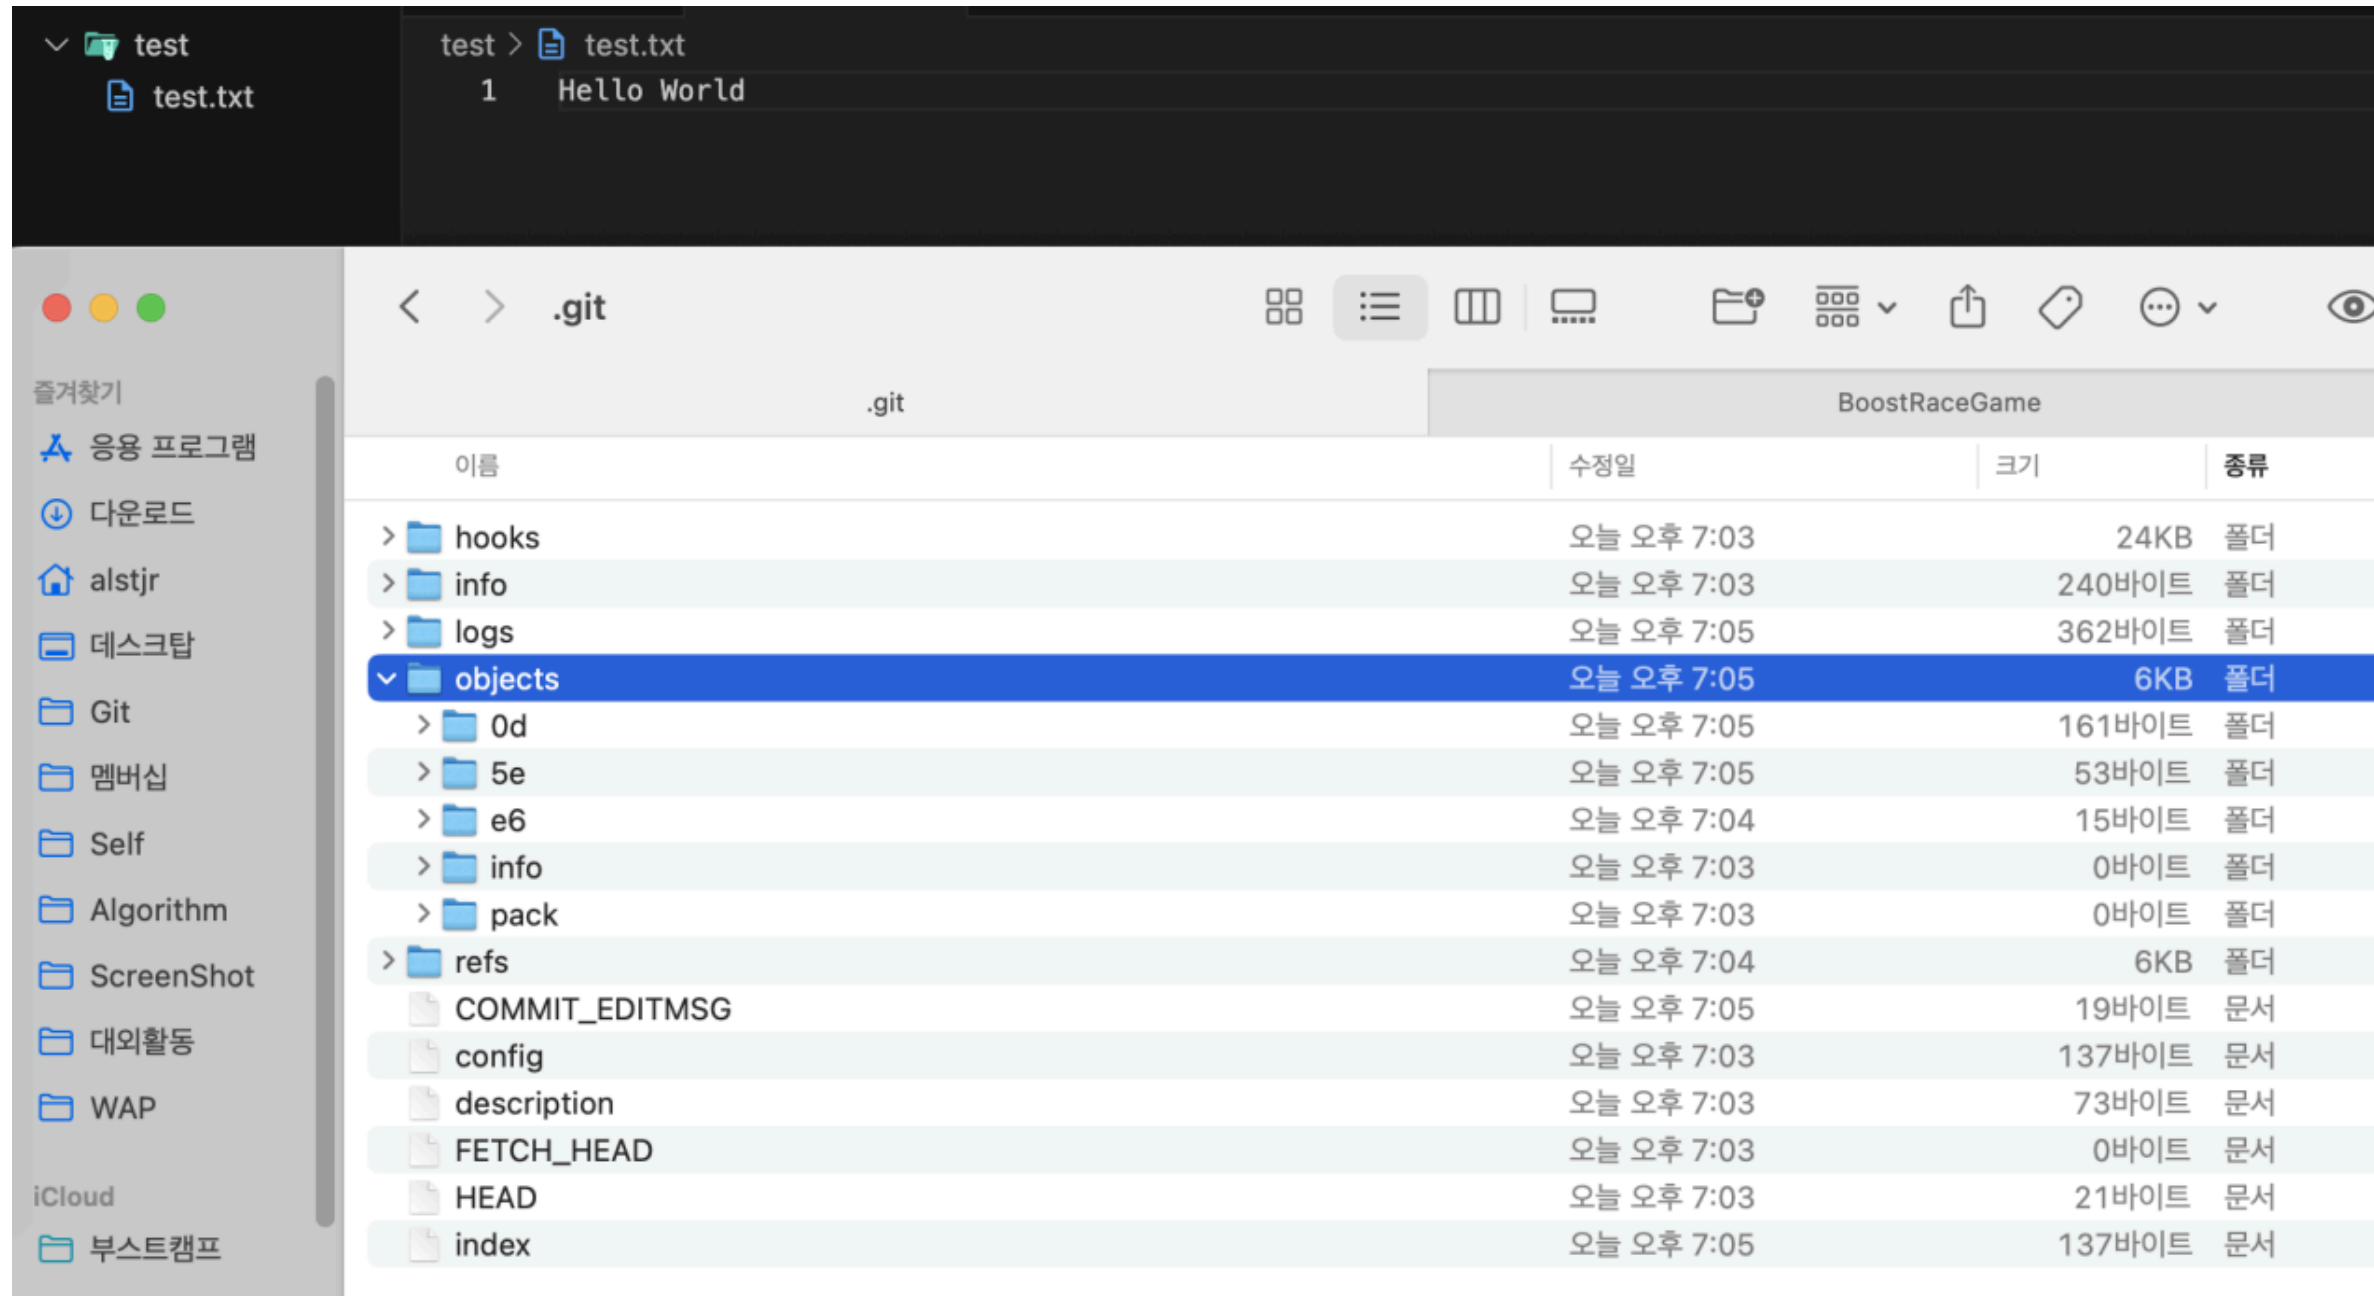 test
test.txt
test > test.txt
1 Hello World
.git
.git
BoostRaceGame
즐겨찾기
응용 프로그램
다운로드
alstjr
데스크탑
Git
멤버십
Self
Algorithm
ScreenShot
대외활동
WAP
iCloud
부스트캠프
이름 수정일 크기 종류
hooks 오늘 오후 7:03 24KB 폴더
info 오늘 오후 7:03 240바이트 폴더
logs 오늘 오후 7:05 362바이트 폴더
objects 오늘 오후 7:05 6KB 폴더
0d 오늘 오후 7:05 161바이트 폴더
5e 오늘 오후 7:05 53바이트 폴더
e6 오늘 오후 7:04 15바이트 폴더
info 오늘 오후 7:03 0바이트 폴더
pack 오늘 오후 7:03 0바이트 폴더
refs 오늘 오후 7:04 6KB 폴더
COMMIT_EDITMSG 오늘 오후 7:05 19바이트 문서
config 오늘 오후 7:03 137바이트 문서
description 오늘 오후 7:03 73바이트 문서
FETCH_HEAD 오늘 오후 7:03 0바이트 문서
HEAD 오늘 오후 7:03 21바이트 문서
index 오늘 오후 7:05 137바이트 문서